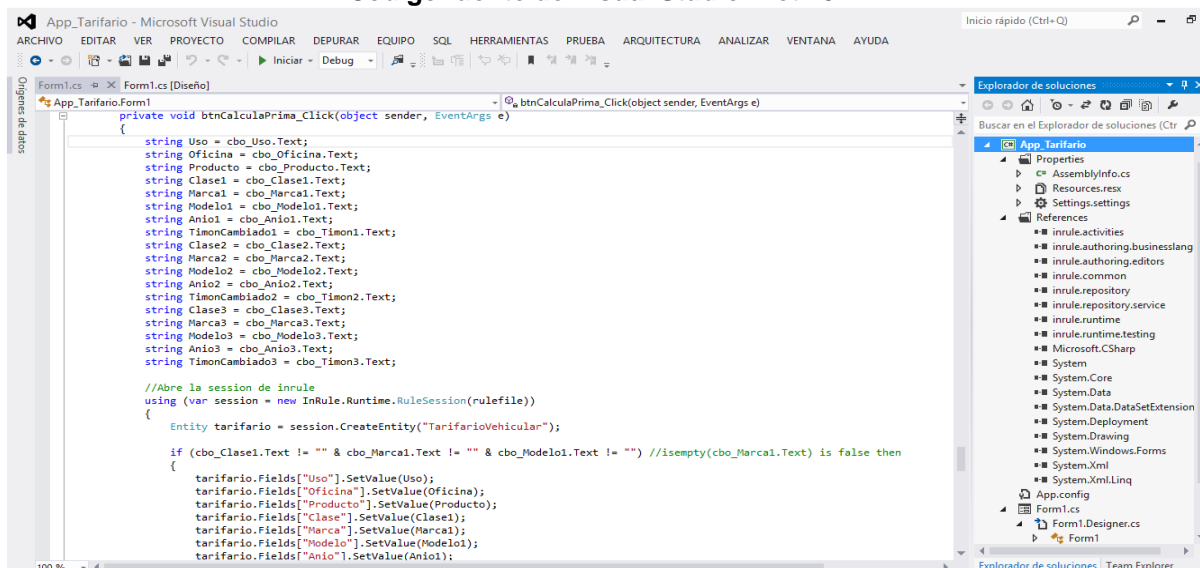 App_Tarifario - Microsoft Visual Studio
Inicio rápido (Ctrl+Q)
ARCHIVO EDITAR VER PROYECTO COMPILAR DEPURAR EQUIPO SQL HERRAMIENTAS PRUEBA ARQUITECTURA ANALIZAR VENTANA AYUDA
Iniciar Debug
Orígenes de datos
Form1.cs Form1.cs [Diseño]
App_Tarifario.Form1
btnCalculaPrima_Click(object sender, EventArgs e)
private void btnCalculaPrima_Click(object sender, EventArgs e)
{
string Uso = cbo_Uso.Text;
string Oficina = cbo_Oficina.Text;
string Producto = cbo_Producto.Text;
string Clase1 = cbo_Clase1.Text;
string Marca1 = cbo_Marca1.Text;
string Modelo1 = cbo_Modelo1.Text;
string Anio1 = cbo_Anio1.Text;
string TimonCambiado1 = cbo_Timon1.Text;
string Clase2 = cbo_Clase2.Text;
string Marca2 = cbo_Marca2.Text;
string Modelo2 = cbo_Modelo2.Text;
string Anio2 = cbo_Anio2.Text;
string TimonCambiado2 = cbo_Timon2.Text;
string Clase3 = cbo_Clase3.Text;
string Marca3 = cbo_Marca3.Text;
string Modelo3 = cbo_Modelo3.Text;
string Anio3 = cbo_Anio3.Text;
string TimonCambiado3 = cbo_Timon3.Text;
//Abre la session de inrule
using (var session = new InRule.Runtime.RuleSession(rulefile))
{
Entity tarifario = session.CreateEntity("TarifarioVehicular");
if (cbo_Clase1.Text != "" & cbo_Marca1.Text != "" & cbo_Modelo1.Text != "") //isempty(cbo_Marca1.Text) is false then
{
tarifario.Fields["Uso"].SetValue(Uso);
tarifario.Fields["Oficina"].SetValue(Oficina);
tarifario.Fields["Producto"].SetValue(Producto);
tarifario.Fields["Clase"].SetValue(Clase1);
tarifario.Fields["Marca"].SetValue(Marca1);
tarifario.Fields["Modelo"].SetValue(Modelo1);
tarifario.Fields["Anio"].SetValue(Anio1);
100 %
Explorador de soluciones
Buscar en el Explorador de soluciones (Ctr
C# App_Tarifario
Properties
C# AssemblyInfo.cs
Resources.resx
Settings.settings
References
inrule.activities
inrule.authoring.businesslang
inrule.authoring.editors
inrule.common
inrule.repository
inrule.repository.service
inrule.runtime
inrule.runtime.testing
Microsoft.CSharp
System
System.Core
System.Data
System.Data.DataSetExtension
System.Deployment
System.Drawing
System.Windows.Forms
System.Xml
System.Xml.Linq
App.config
Form1.cs
Form1.Designer.cs
Form1
Explorador de soluciones Team Explorer